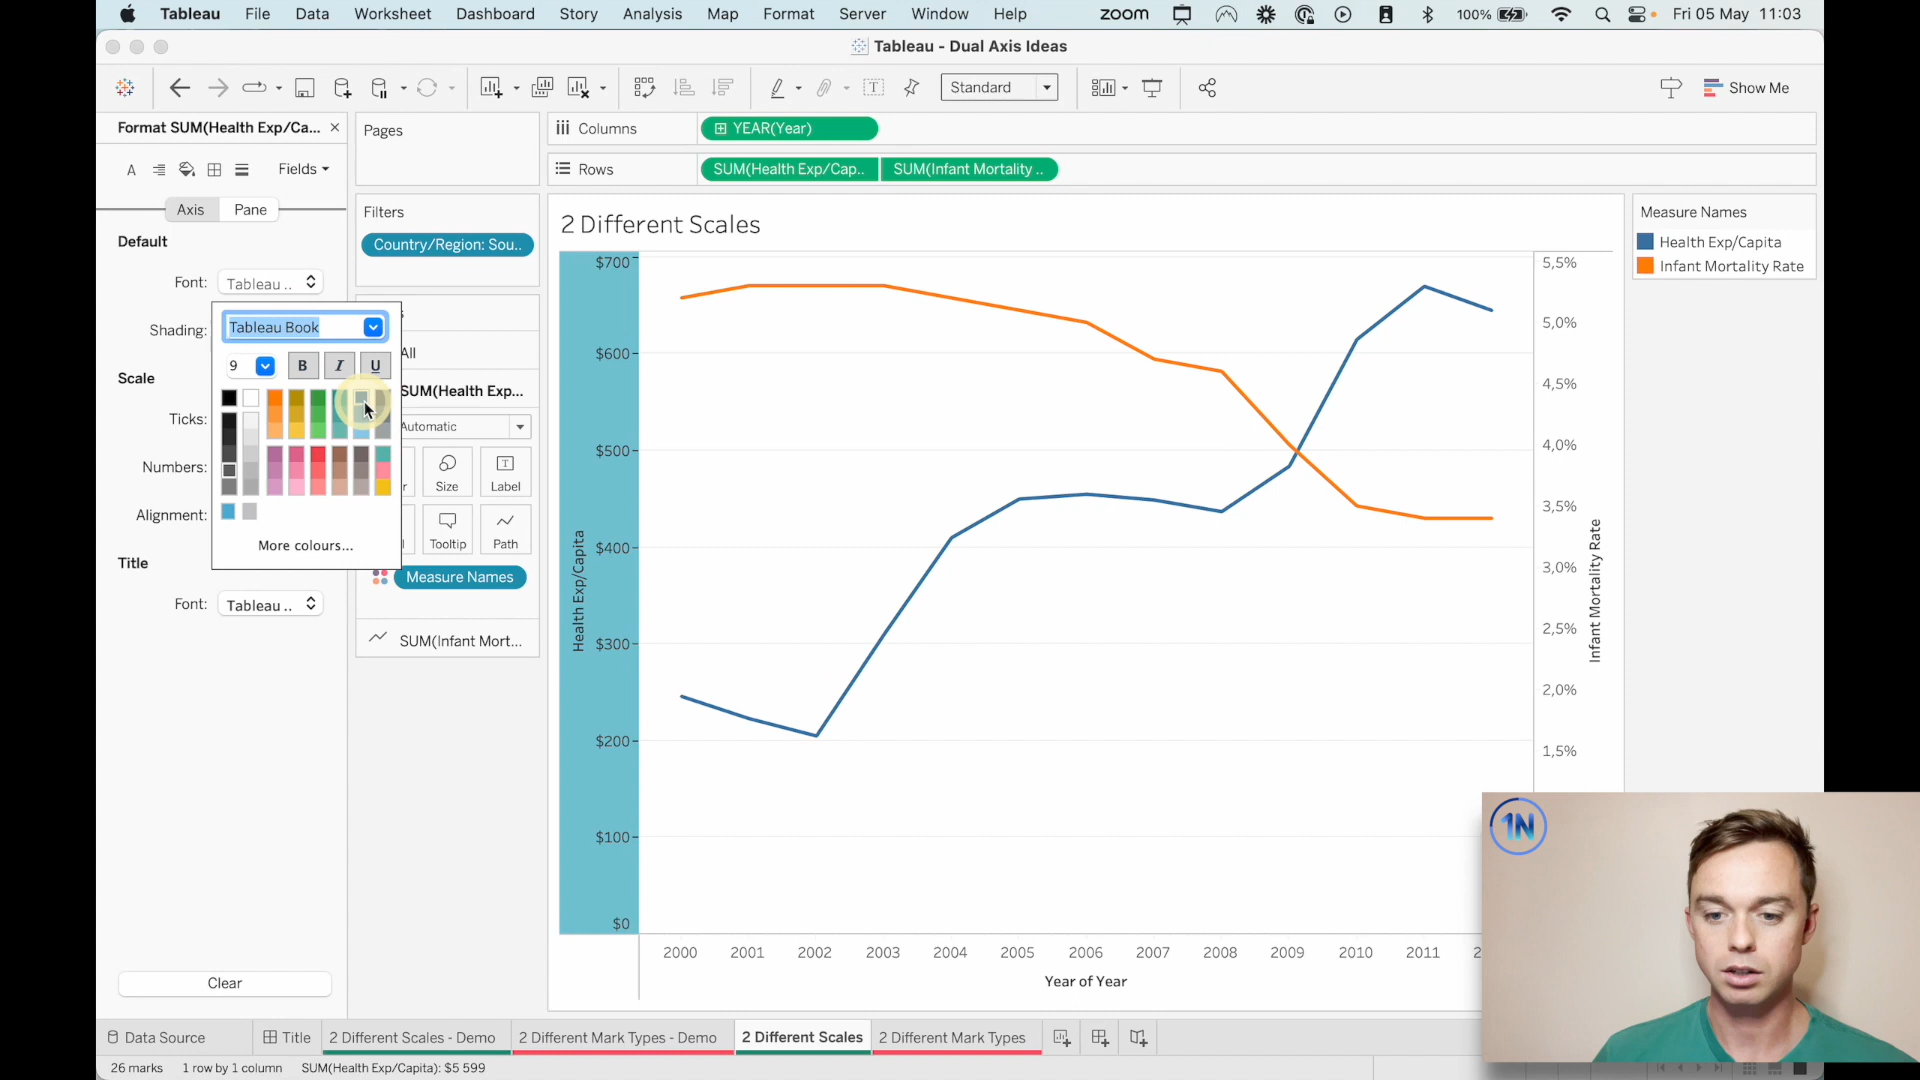 Tableau File Data Worksheet Dashboard Story Analysis Map Format Server Window Help zoom 100% Fri 05 May 11:03
Tableau - Dual Axis Ideas
Standard Show Me
Format SUM(Health Exp/Ca...
Fields
Axis Pane
Default
Font: Tableau ..
Shading:
Tableau Book
9 B I U
Scale
Ticks:
Numbers:
Alignment:
More colours...
Title
Font: Tableau ..
Clear
Pages
Filters
Country/Region: Sou..
All
SUM(Health Exp...
Automatic
Size Label
Tooltip Path
Measure Names
SUM(Infant Mort...
Columns YEAR(Year)
Rows SUM(Health Exp/Cap.. SUM(Infant Mortality ..
2 Different Scales
$700
$600
$500
$400
$300
$200
$100
$0
Health Exp/Capita
5,5%
5,0%
4,5%
4,0%
3,5%
3,0%
2,5%
2,0%
1,5%
Infant Mortality Rate
2000 2001 2002 2003 2004 2005 2006 2007 2008 2009 2010 2011 2
Year of Year
Measure Names
Health Exp/Capita
Infant Mortality Rate
1N
Data Source Title 2 Different Scales - Demo 2 Different Mark Types - Demo 2 Different Scales 2 Different Mark Types
26 marks 1 row by 1 column SUM(Health Exp/Capita): $5 599